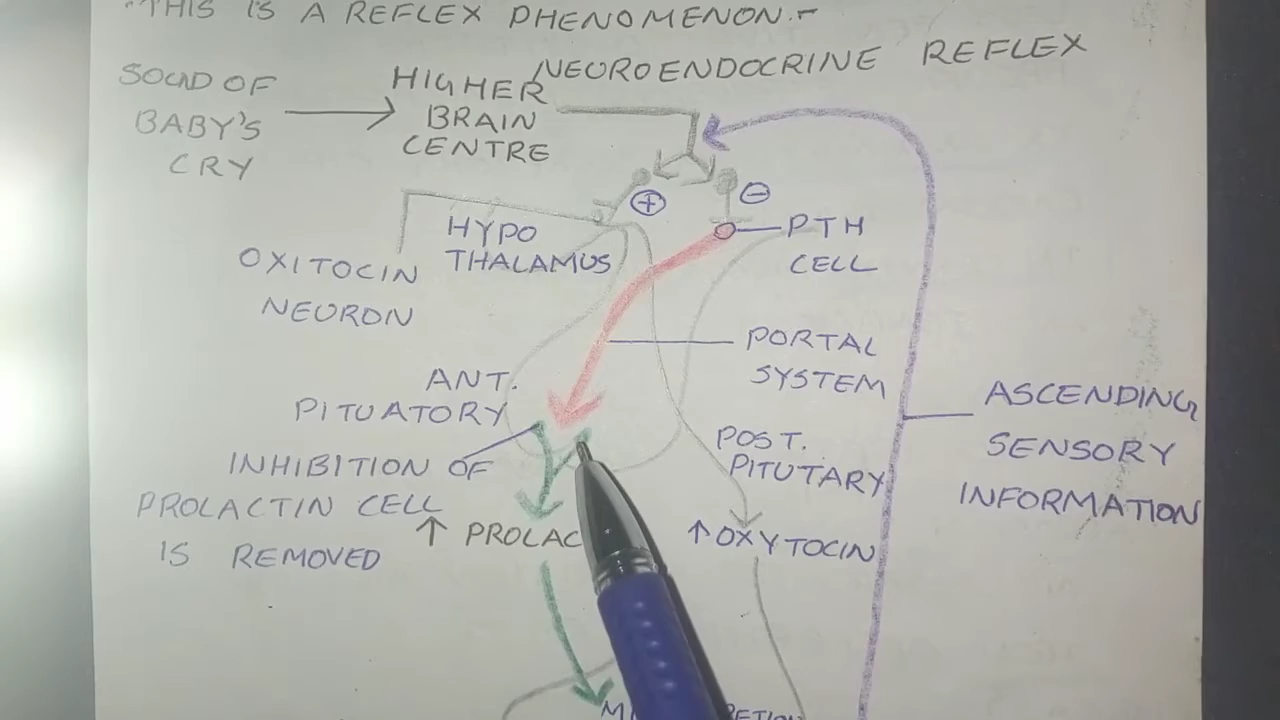 "THIS IS A REFLEX PHENOMENON.
NEUROENDOCRINE REFLEX
SOUND OF
BABY'S
CRY
HIGHER
BRAIN
CENTRE
+
−
HYPO
THALAMUS
PTH
CELL
OXITOCIN
NEURON
PORTAL
SYSTEM
ANT.
PITUATORY
POST.
PITUTARY
ASCENDING
SENSORY
INFORMATION
INHIBITION OF
PROLACTIN CELL
IS REMOVED
↑ PROLAC
↑ OXYTOCIN